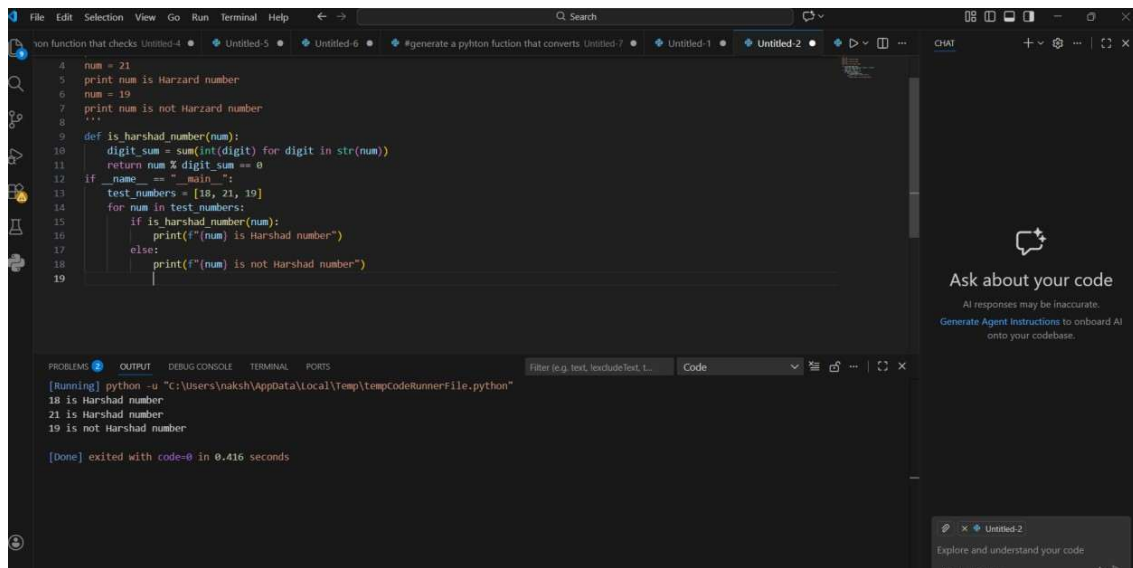 File Edit Selection View Go Run Terminal Help
Search
non function that checks Untitled-4
Untitled-5
Untitled-6
#generate a pyhton fuction that converts Untitled-7
Untitled-1
Untitled-2
CHAT
4 num = 21
5 print num is Harzard number
6 num = 19
7 print num is not Harzard number
8 '''
9 def is_harshad_number(num):
10 digit_sum = sum(int(digit) for digit in str(num))
11 return num % digit_sum == 0
12 if __name__ == "__main__":
13 test_numbers = [18, 21, 19]
14 for num in test_numbers:
15 if is_harshad_number(num):
16 print(f"{num} is Harshad number")
17 else:
18 print(f"{num} is not Harshad number")
19
Ask about your code
AI responses may be inaccurate.
Generate Agent Instructions to onboard AI
onto your codebase.
PROBLEMS 2 OUTPUT DEBUG CONSOLE TERMINAL PORTS
Filter (e.g. text, !excludeText, t...
Code
[Running] python -u "C:\Users\naksh\AppData\Local\Temp\tempCodeRunnerFile.python"
18 is Harshad number
21 is Harshad number
19 is not Harshad number
[Done] exited with code=0 in 0.416 seconds
Untitled-2
Explore and understand your code